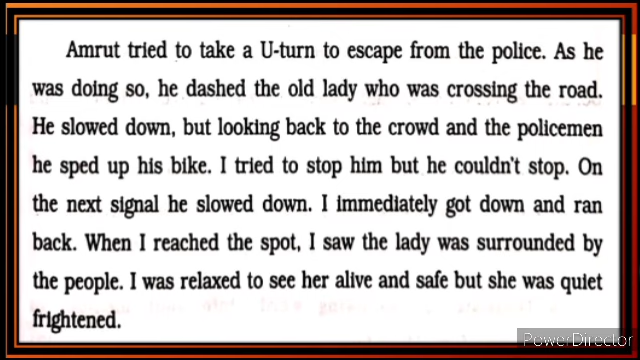 Amrut tried to take a U-turn to escape from the police. As he
was doing so, he dashed the old lady who was crossing the road.
He slowed down, but looking back to the crowd and the policemen
he sped up his bike. I tried to stop him but he couldn't stop. On
the next signal he slowed down. I immediately got down and ran
back. When I reached the spot, I saw the lady was surrounded by
the people. I was relaxed to see her alive and safe but she was quiet
frightened.
PowerDirector